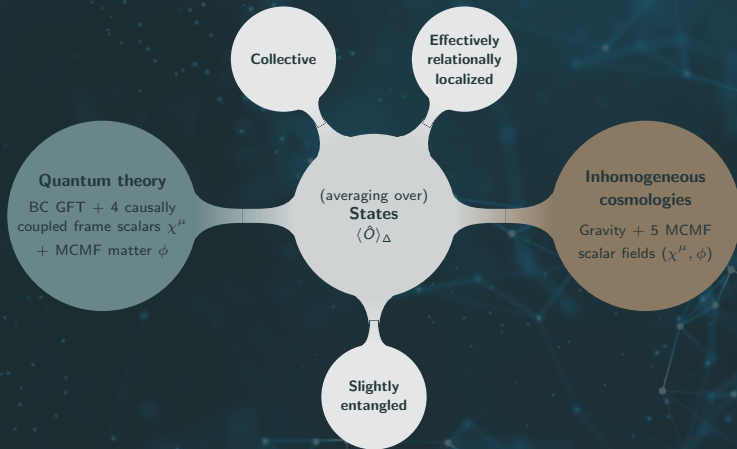 Collective
Effectively
relationally
localized
Quantum theory
BC GFT + 4 causally
coupled frame scalars χ^μ
+ MCMF matter ϕ
(averaging over)
States
⟨Ô⟩_Δ
Inhomogeneous
cosmologies
Gravity + 5 MCMF
scalar fields (χ^μ, ϕ)
Slightly
entangled